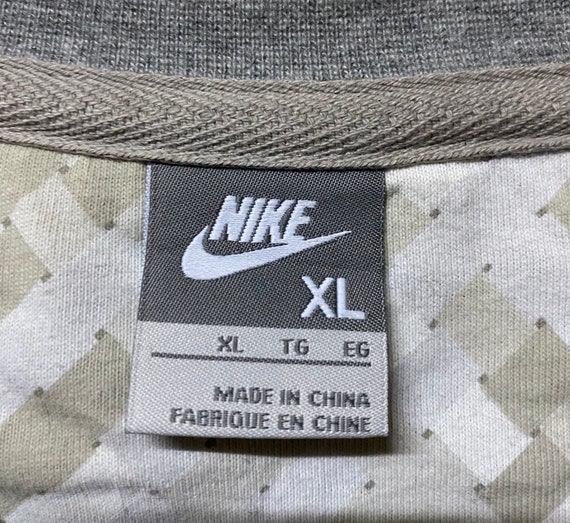 NIKE
XL
XL TG EG
MADE IN CHINA
FABRIQUE EN CHINE